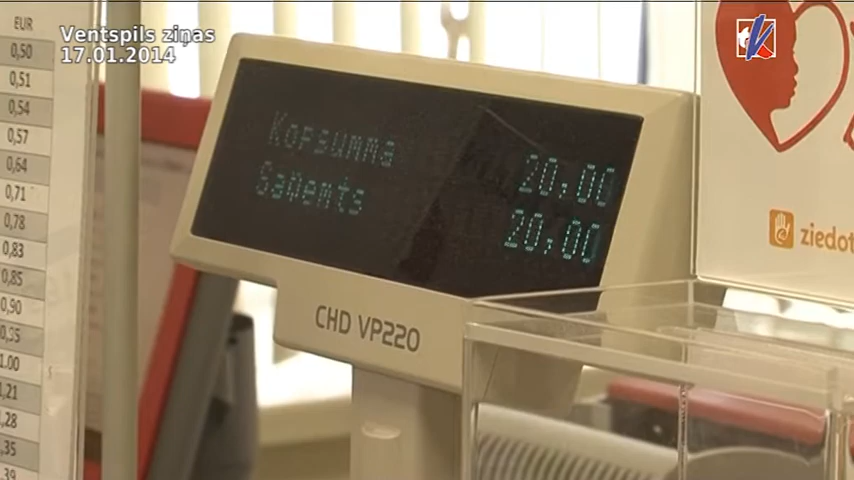 Ventspils ziņas
17.01.2014
EUR
0,50
0,51
0,54
0,57
0,64
0,71
0,78
0,83
0,85
0,90
0,95
1.00
1,21
1,28
Kopsumma 20.00
Saņemts 20.00
CHD VP220
ziedot